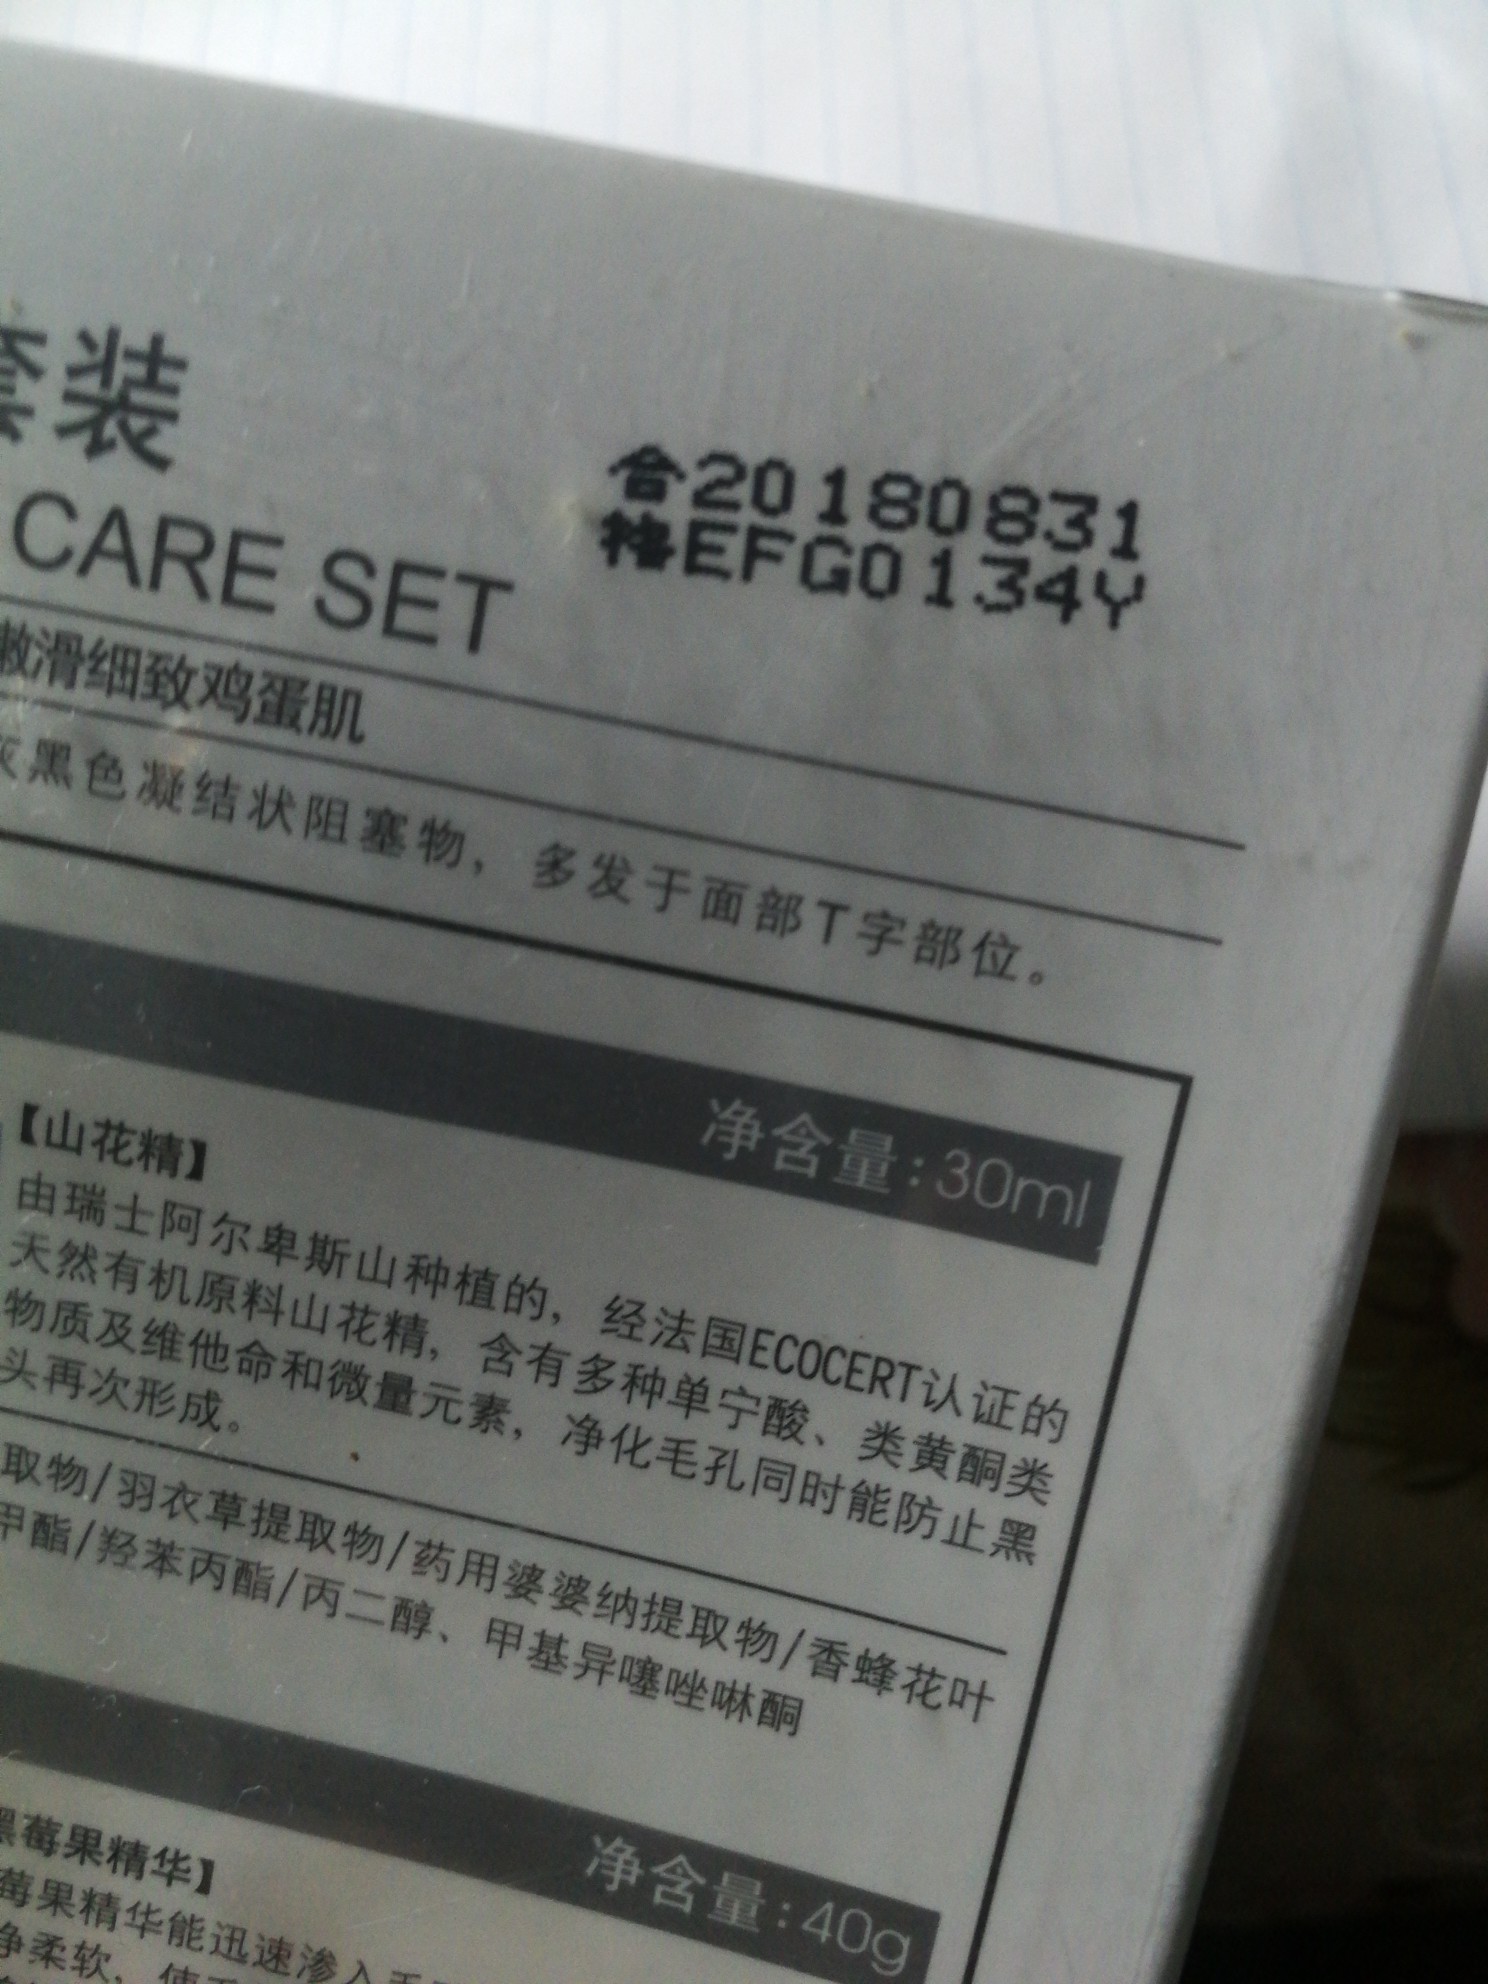 套装
合20180831
格EFG0134Y
CARE SET
嫩滑细致鸡蛋肌
灰黑色凝结状阻塞物，多发于面部T字部位。
净含量:30ml
【山花精】
由瑞士阿尔卑斯山种植的，经法国ECOCERT认证的
天然有机原料山花精，含有多种单宁酸、类黄酮类
物质及维他命和微量元素，净化毛孔同时能防止黑
头再次形成。
取物/羽衣草提取物/药用婆婆纳提取物/香蜂花叶
甲酯/羟苯丙酯/丙二醇、甲基异噻唑啉酮
净含量:40g
黑莓果精华】
莓果精华能迅速渗入毛
净柔软，使